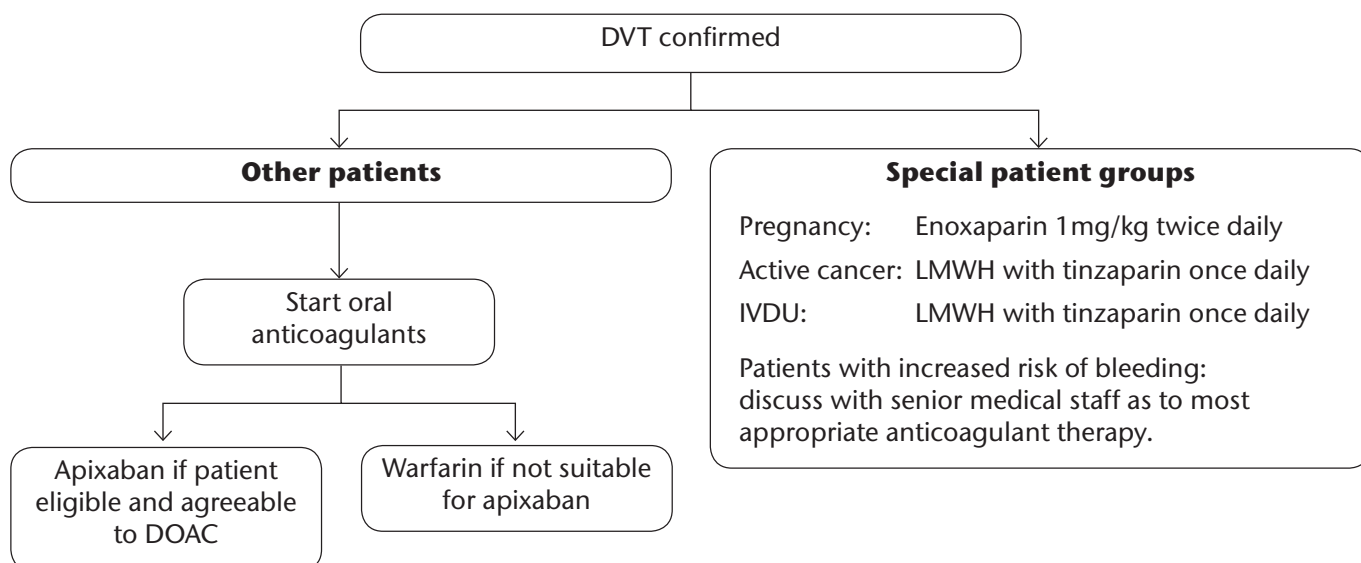 DVT confirmed
Other patients
Start oral
anticoagulants
Apixaban if patient
eligible and agreeable
to DOAC
Warfarin if not suitable
for apixaban
Special patient groups
Pregnancy: Enoxaparin 1mg/kg twice daily
Active cancer: LMWH with tinzaparin once daily
IVDU: LMWH with tinzaparin once daily
Patients with increased risk of bleeding:
discuss with senior medical staff as to most
appropriate anticoagulant therapy.